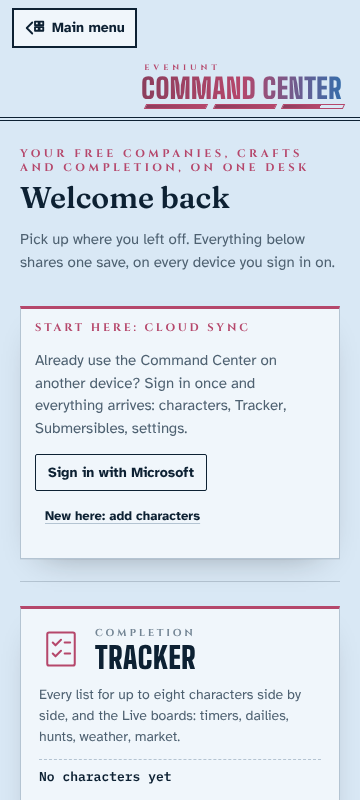 Main menu
EVENIUNT
COMMAND CENTER
YOUR FREE COMPANIES, CRAFTS
AND COMPLETION, ON ONE DESK
Welcome back
Pick up where you left off. Everything below
shares one save, on every device you sign in on.
START HERE: CLOUD SYNC
Already use the Command Center on
another device? Sign in once and
everything arrives: characters, Tracker,
Submersibles, settings.
Sign in with Microsoft
New here: add characters
COMPLETION
TRACKER
Every list for up to eight characters side by
side, and the Live boards: timers, dailies,
hunts, weather, market.
No characters yet